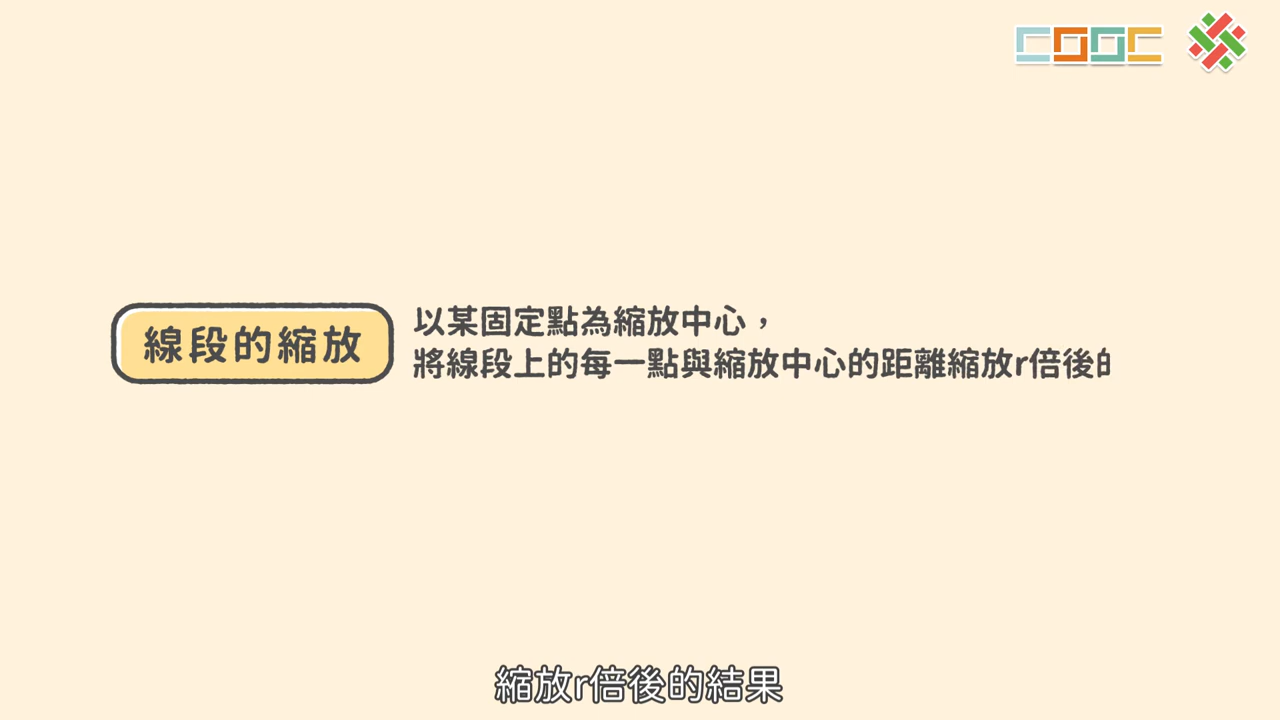 COOC
線段的縮放
以某固定點為縮放中心，
將線段上的每一點與縮放中心的距離縮放r倍後
縮放r倍後的結果